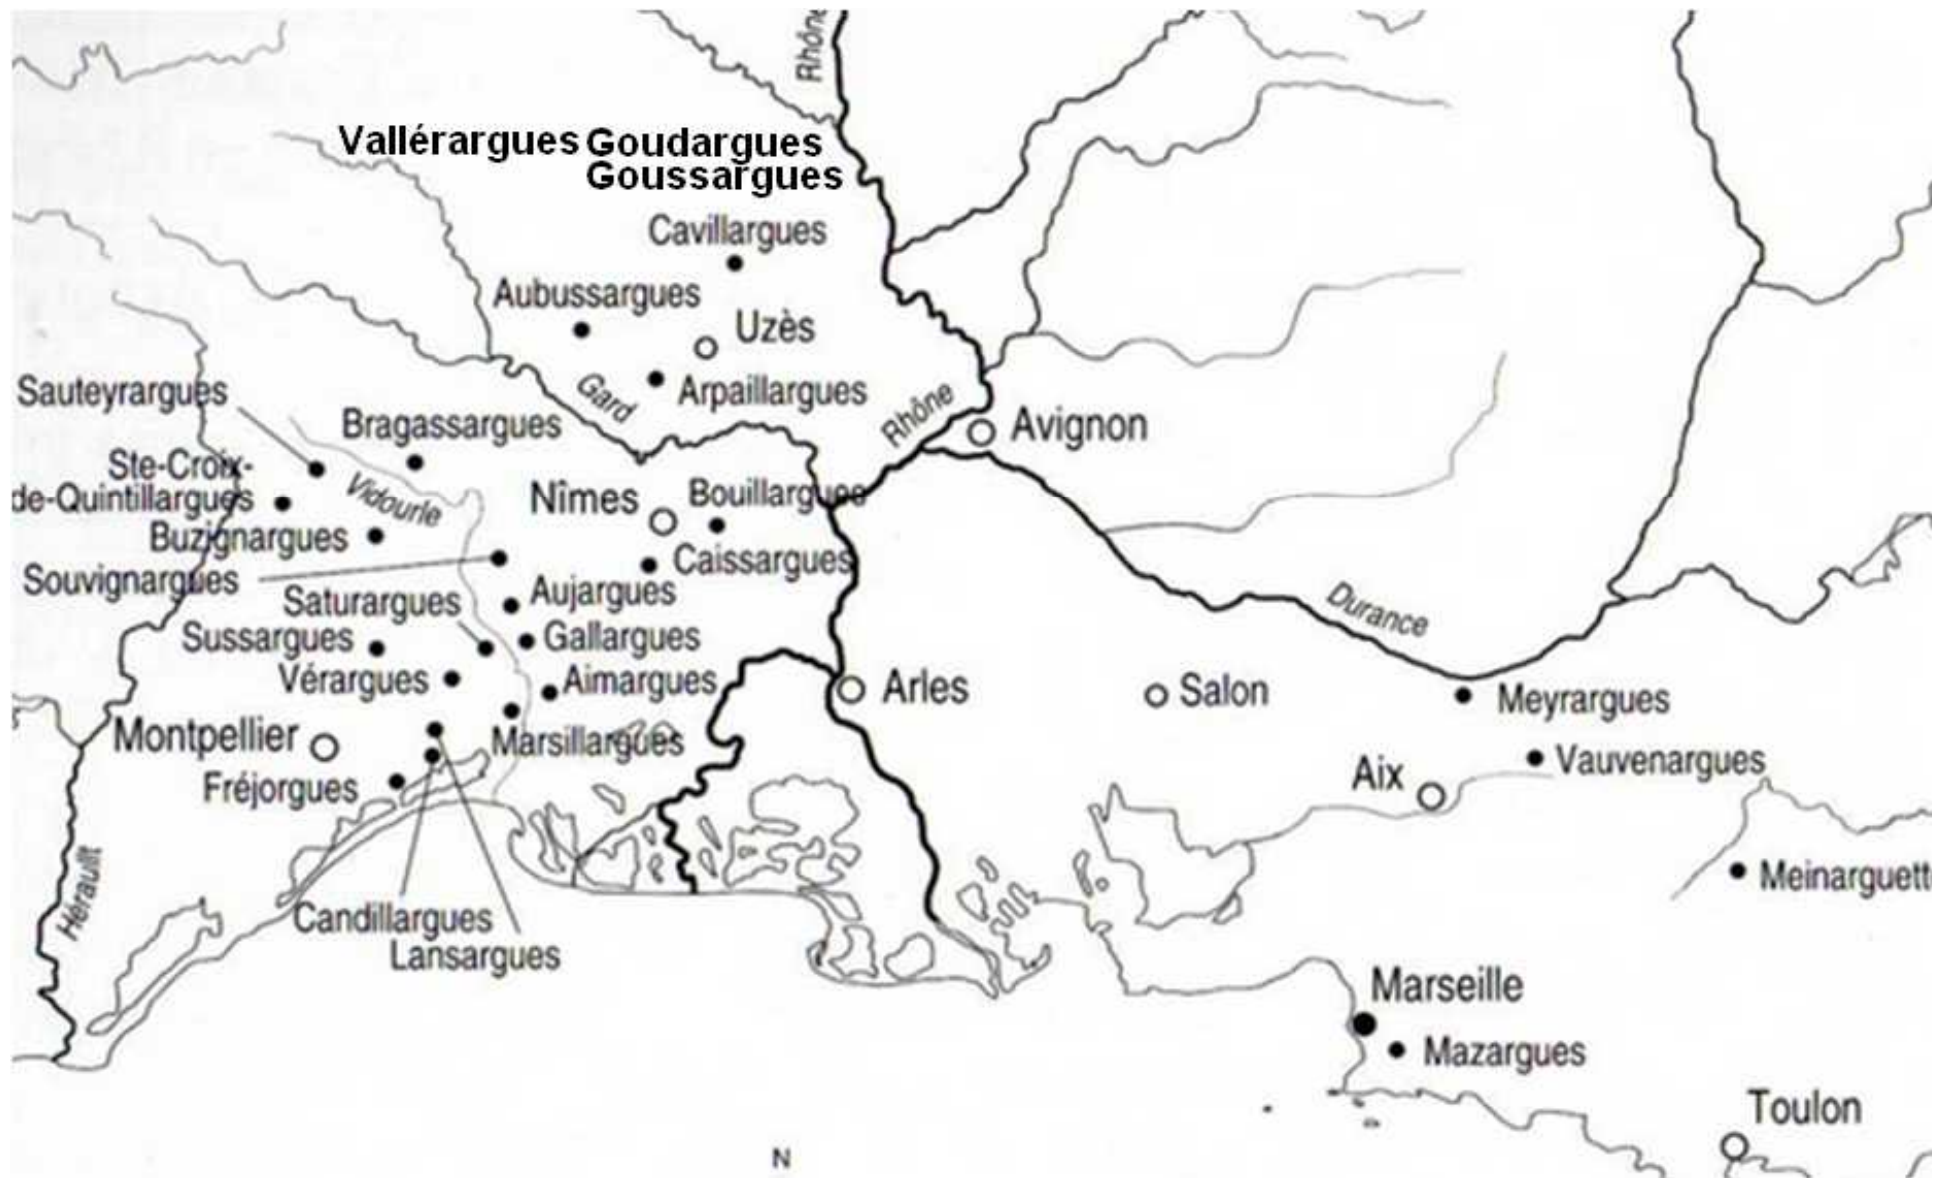 Rhône
Vallérargues
Goudargues
Goussargues
Cavillargues
Aubussargues
Uzès
Sauteyrargues
Gard
Arpaillargues
Bragassargues
Rhône
Avignon
Ste-Croix-
de-Quintillargues
Vidourle
Nîmes
Bouillargues
Buzignargues
Caissargues
Souvignargues
Saturargues
Aujargues
Durance
Sussargues
Gallargues
Vérargues
Aimargues
Arles
Salon
Meyrargues
Montpellier
Marsillargues
Vauvenargues
Aix
Fréjorgues
Hérault
Meinarguett
Candillargues
Lansargues
Marseille
Mazargues
Toulon
N